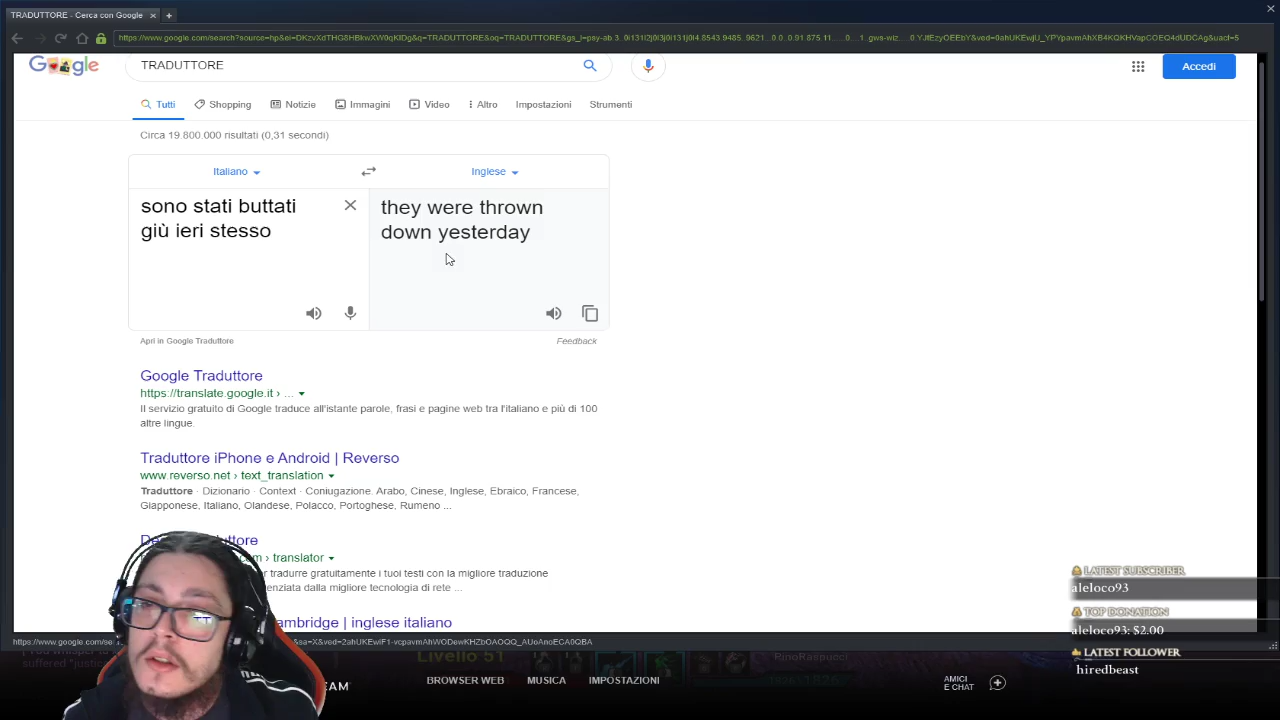 TRADUTTORE - Cerca con Google
Google
TRADUTTORE
Accedi
Tutti
Shopping
Notizie
Immagini
Video
Altro
Impostazioni
Strumenti
Circa 19.800.000 risultati (0,31 secondi)
Italiano
Inglese
sono stati buttati
giù ieri stesso
they were thrown
down yesterday
Apri in Google Traduttore
Feedback
Google Traduttore
https://translate.google.it › ...
Il servizio gratuito di Google traduce all'istante parole, frasi e pagine web tra l'italiano e più di 100
altre lingue.
Traduttore iPhone e Android | Reverso
www.reverso.net › text_translation
Traduttore · Dizionario · Context · Coniugazione. Arabo, Cinese, Inglese, Ebraico, Francese,
Giapponese, Italiano, Olandese, Polacco, Portoghese, Rumeno ...
translator
tradurre gratuitamente i tuoi testi con la migliore traduzione
dalla migliore tecnologia di rete ...
| inglese italiano
LATEST SUBSCRIBER
aleloco93
TOP DONATION
aleloco93: $2.00
LATEST FOLLOWER
hiredbeast
Livello 51
RinoRaspucci
BROWSER WEB
MUSICA
IMPOSTAZIONI
AMICI
E CHAT